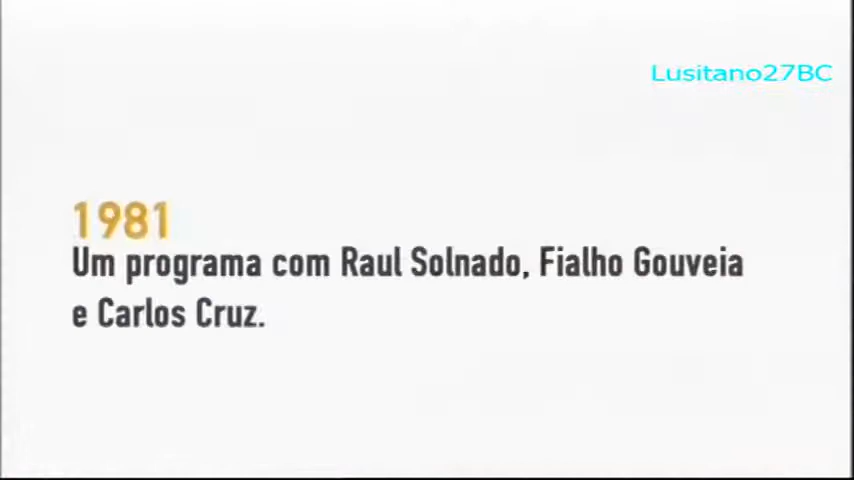 Lusitano27BC
1981
Um programa com Raul Solnado, Fialho Gouveia
e Carlos Cruz.